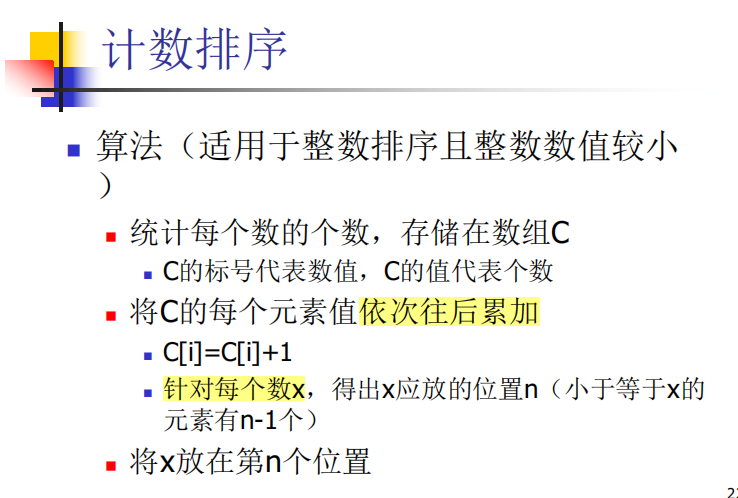 计数排序
算法（适用于整数排序且整数数值较小
）
统计每个数的个数，存储在数组C
C的标号代表数值，C的值代表个数
将C的每个元素值依次往后累加
C[i]=C[i]+1
针对每个数x，得出x应放的位置n（小于等于x的
元素有n-1个）
将x放在第n个位置